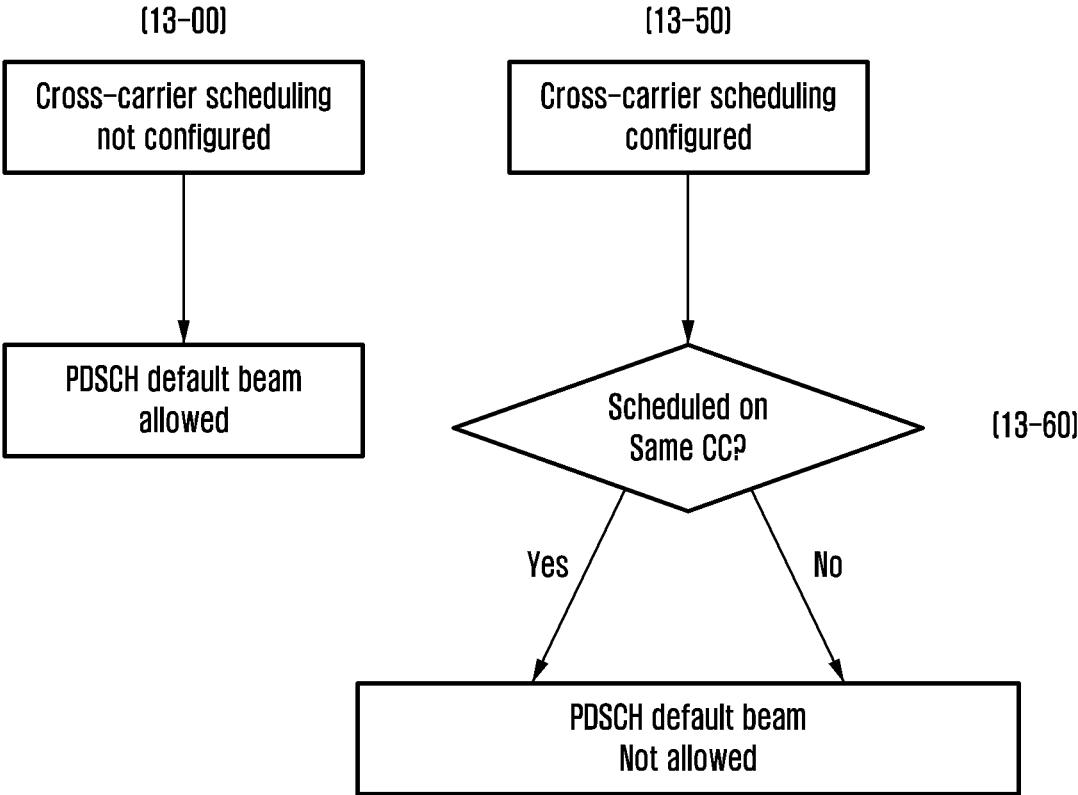 [13-00]
[13-50]
Cross-carrier scheduling
not configured
Cross-carrier scheduling
configured
PDSCH default beam
allowed
Scheduled on
Same CC?
[13-60]
Yes
No
PDSCH default beam
Not allowed